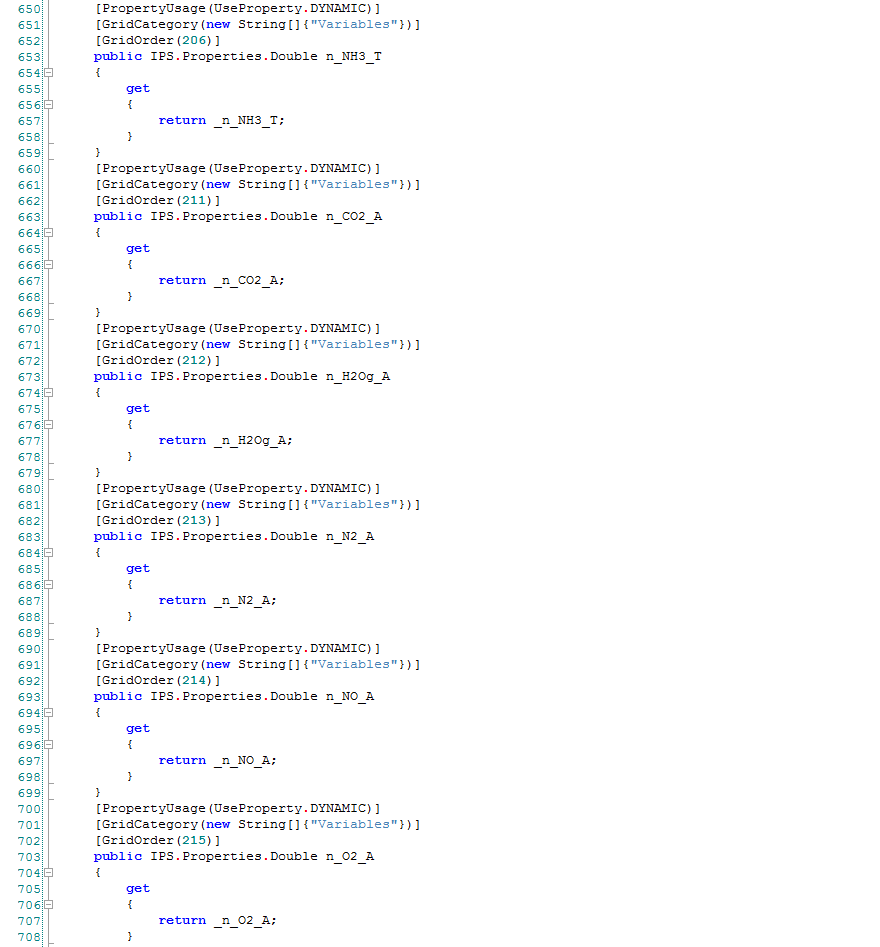 650 [PropertyUsage(UseProperty.DYNAMIC)]
651 [GridCategory(new String[]{"Variables"})]
652 [GridOrder(206)]
653 public IPS.Properties.Double n_NH3_T
654 {
655 get
656 {
657 return _n_NH3_T;
658 }
659 }
660 [PropertyUsage(UseProperty.DYNAMIC)]
661 [GridCategory(new String[]{"Variables"})]
662 [GridOrder(211)]
663 public IPS.Properties.Double n_CO2_A
664 {
665 get
666 {
667 return _n_CO2_A;
668 }
669 }
670 [PropertyUsage(UseProperty.DYNAMIC)]
671 [GridCategory(new String[]{"Variables"})]
672 [GridOrder(212)]
673 public IPS.Properties.Double n_H2Og_A
674 {
675 get
676 {
677 return _n_H2Og_A;
678 }
679 }
680 [PropertyUsage(UseProperty.DYNAMIC)]
681 [GridCategory(new String[]{"Variables"})]
682 [GridOrder(213)]
683 public IPS.Properties.Double n_N2_A
684 {
685 get
686 {
687 return _n_N2_A;
688 }
689 }
690 [PropertyUsage(UseProperty.DYNAMIC)]
691 [GridCategory(new String[]{"Variables"})]
692 [GridOrder(214)]
693 public IPS.Properties.Double n_NO_A
694 {
695 get
696 {
697 return _n_NO_A;
698 }
699 }
700 [PropertyUsage(UseProperty.DYNAMIC)]
701 [GridCategory(new String[]{"Variables"})]
702 [GridOrder(215)]
703 public IPS.Properties.Double n_O2_A
704 {
705 get
706 {
707 return _n_O2_A;
708 }